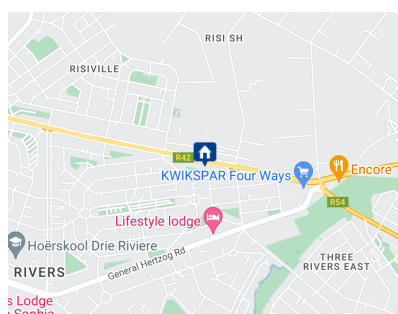 RISI SH
RISIVILLE
R42
KWIKSPAR Four Ways
Encore
R54
Lifestyle lodge
Hoërskool Drie Riviere
RIVERS
General Hertzog Rd
THREE
RIVERS EAST
s Lodge
Sophia